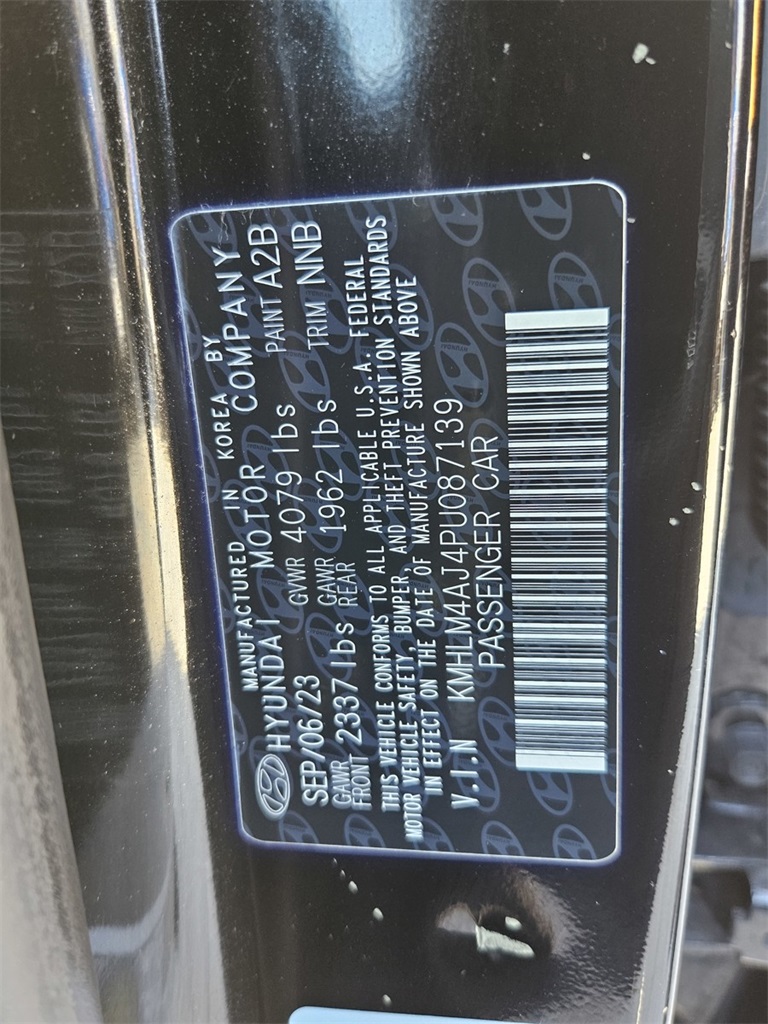 MANUFACTURED IN KOREA BY
HYUNDAI MOTOR COMPANY
SEP/06/23 GVWR 4079 lbs PAINT A2B
GAWR FRONT 2337 lbs GAWR REAR 1962 lbs TRIM NNB
THIS VEHICLE CONFORMS TO ALL APPLICABLE U.S.A. FEDERAL
MOTOR VEHICLE SAFETY, BUMPER, AND THEFT PREVENTION STANDARDS
IN EFFECT ON THE DATE OF MANUFACTURE SHOWN ABOVE
V.I.N KMHLM4AJ4PU087139
PASSENGER CAR